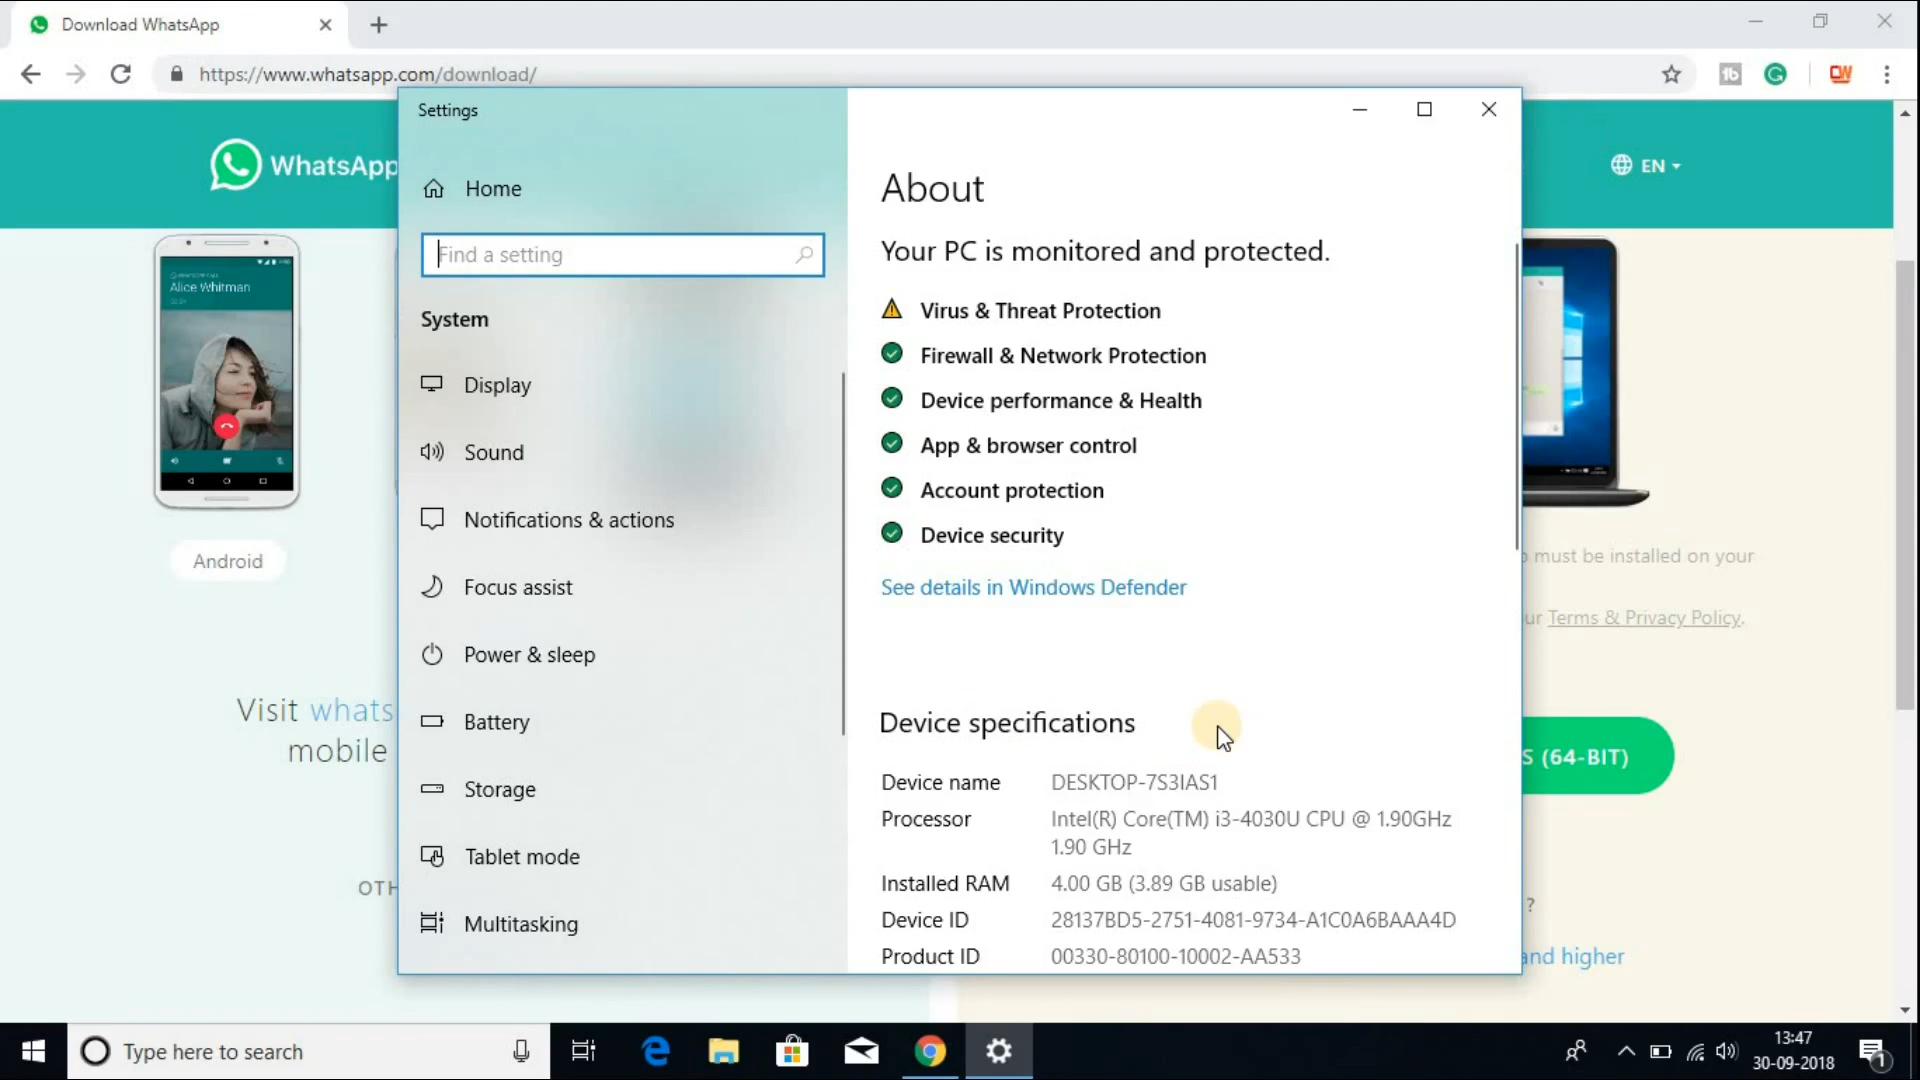 Download WhatsApp
https://www.whatsapp.com/download/
WhatsApp
EN
Alice Whitman
Android
Visit whats
mobile
OTH
Settings
Home
Find a setting
System
Display
Sound
Notifications & actions
Focus assist
Power & sleep
Battery
Storage
Tablet mode
Multitasking
About
Your PC is monitored and protected.
Virus & Threat Protection
Firewall & Network Protection
Device performance & Health
App & browser control
Account protection
Device security
See details in Windows Defender
Device specifications
Device name DESKTOP-7S3IAS1
Processor Intel(R) Core(TM) i3-4030U CPU @ 1.90GHz
1.90 GHz
Installed RAM 4.00 GB (3.89 GB usable)
Device ID 28137BD5-2751-4081-9734-A1C0A6BAAA4D
Product ID 00330-80100-10002-AA533
must be installed on your
ur Terms & Privacy Policy.
S (64-BIT)
?
and higher
Type here to search
13:47
30-09-2018
1